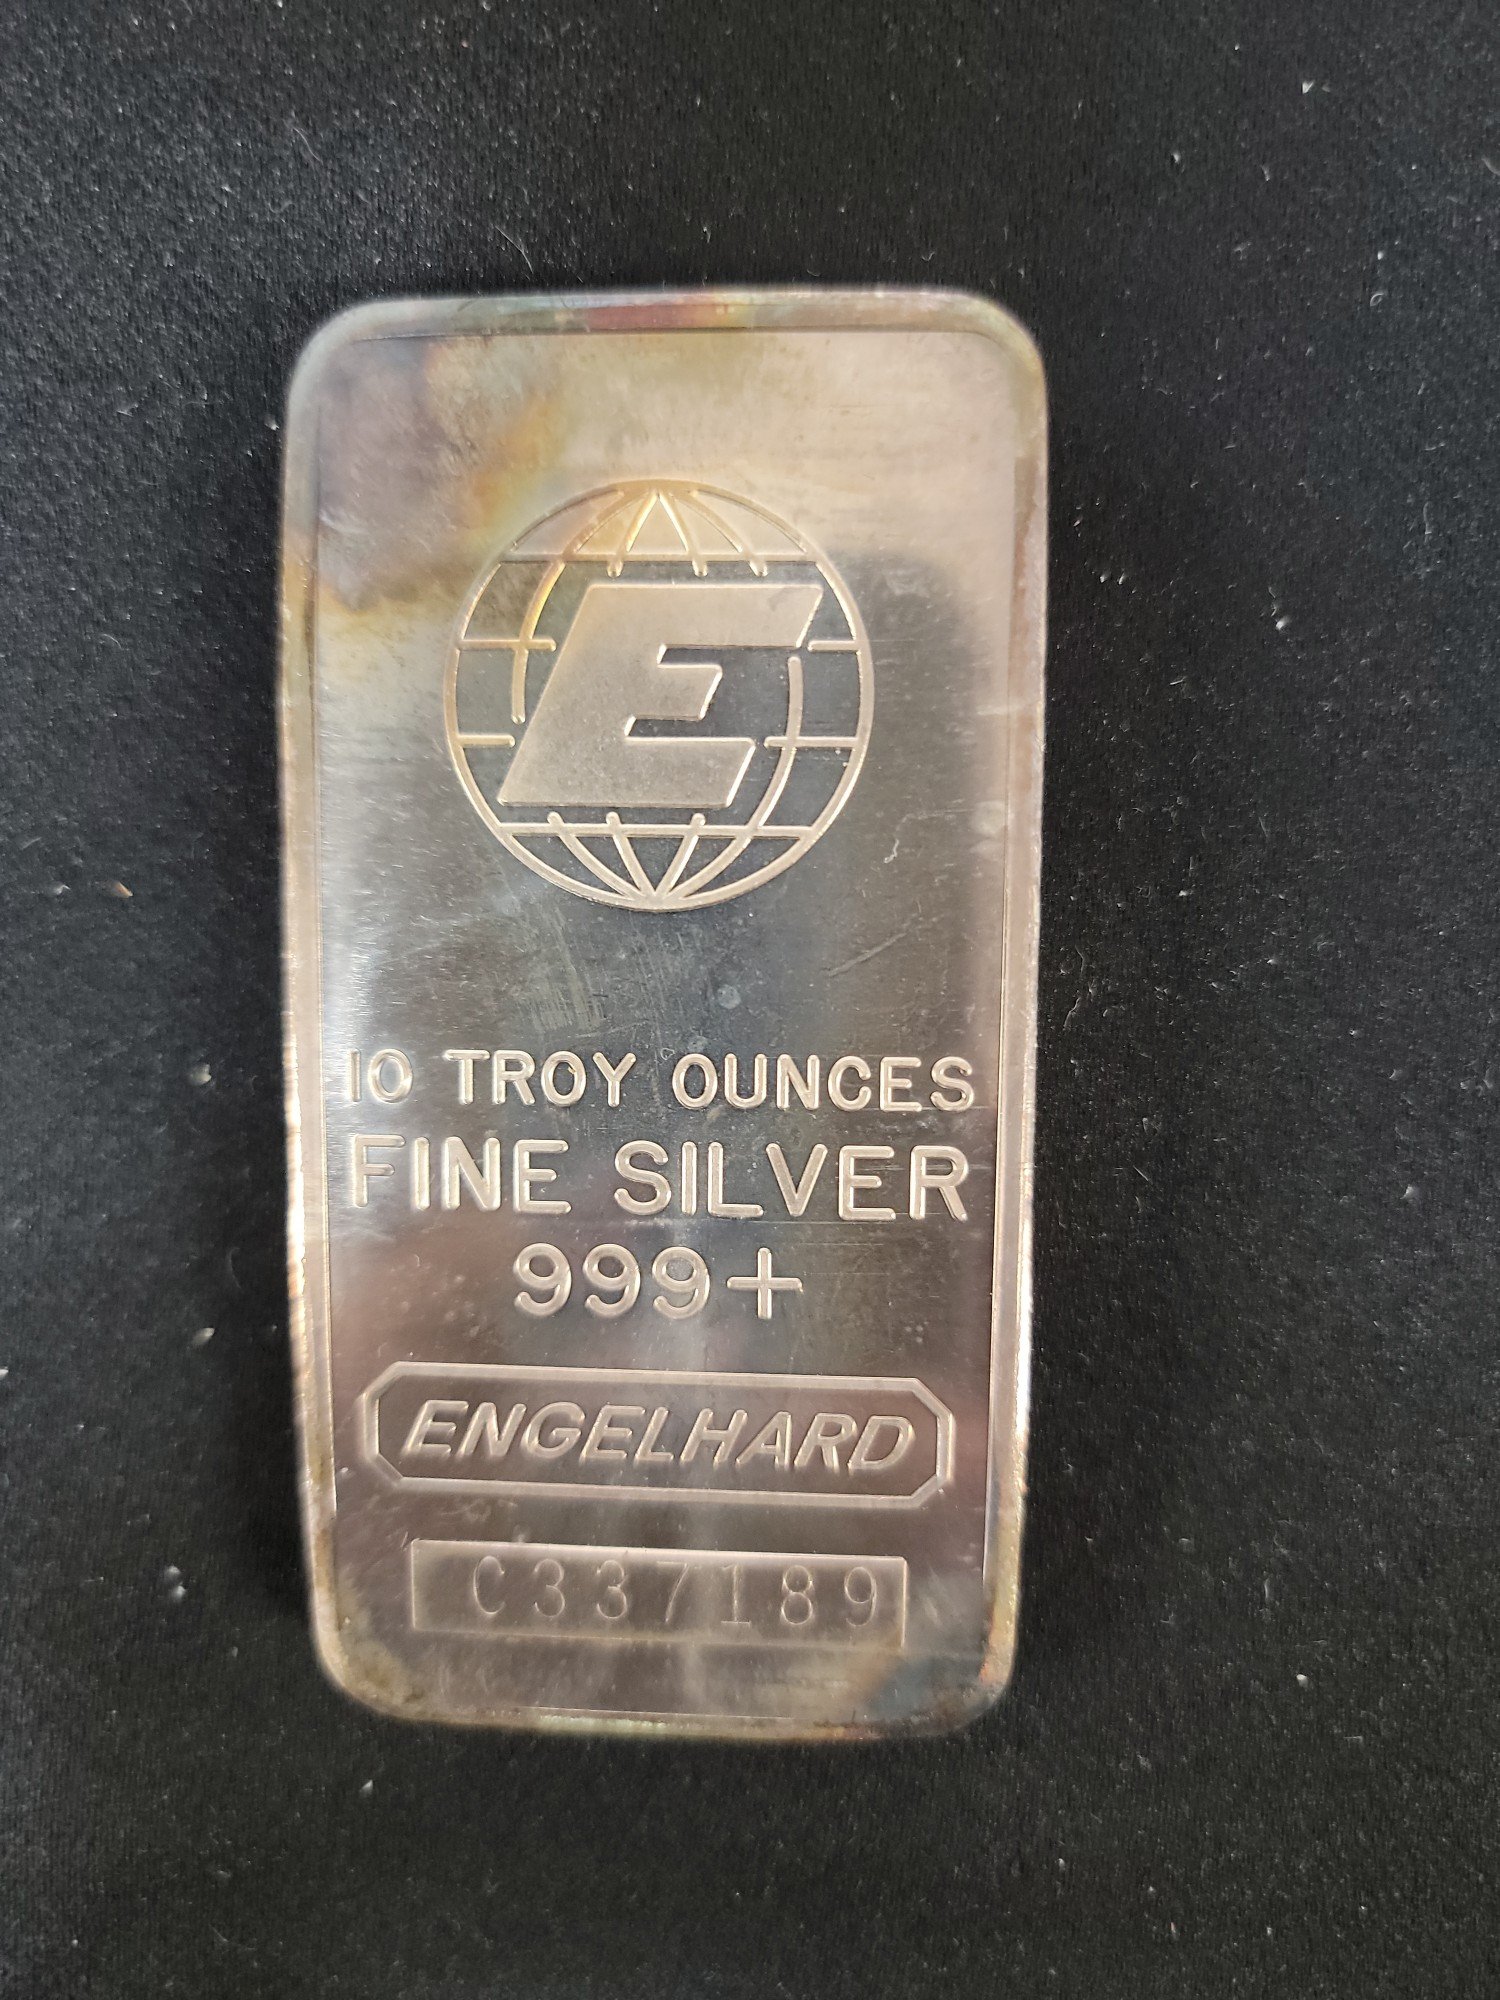 E
10 TROY OUNCES
FINE SILVER
999+
ENGELHARD
C337189